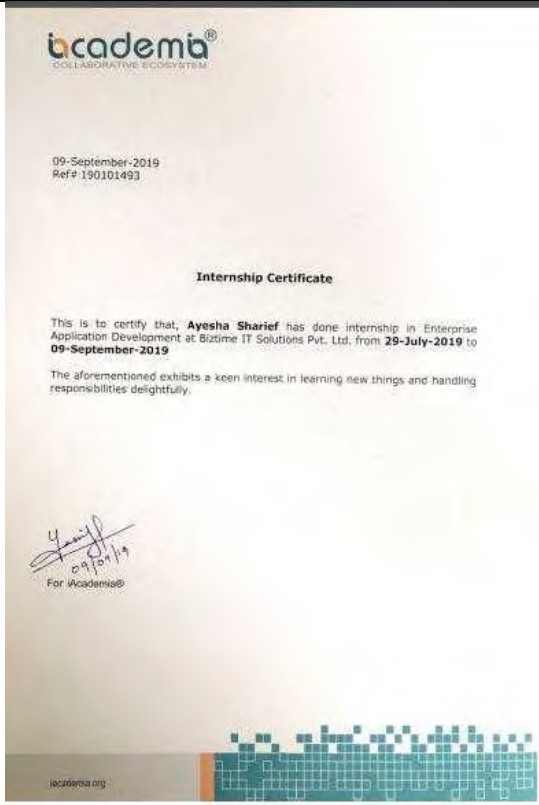 iacademia®
COLLABORATIVE ECOSYSTEM
09-September-2019
Ref# 190101493
Internship Certificate
This is to certify that, Ayesha Sharief has done internship in Enterprise
Application Development at Biztime IT Solutions Pvt. Ltd. from 29-July-2019 to
09-September-2019
The aforementioned exhibits a keen interest in learning new things and handling
responsibilities delightfully.
09/09/19
For iAcademia®
iacademia.org